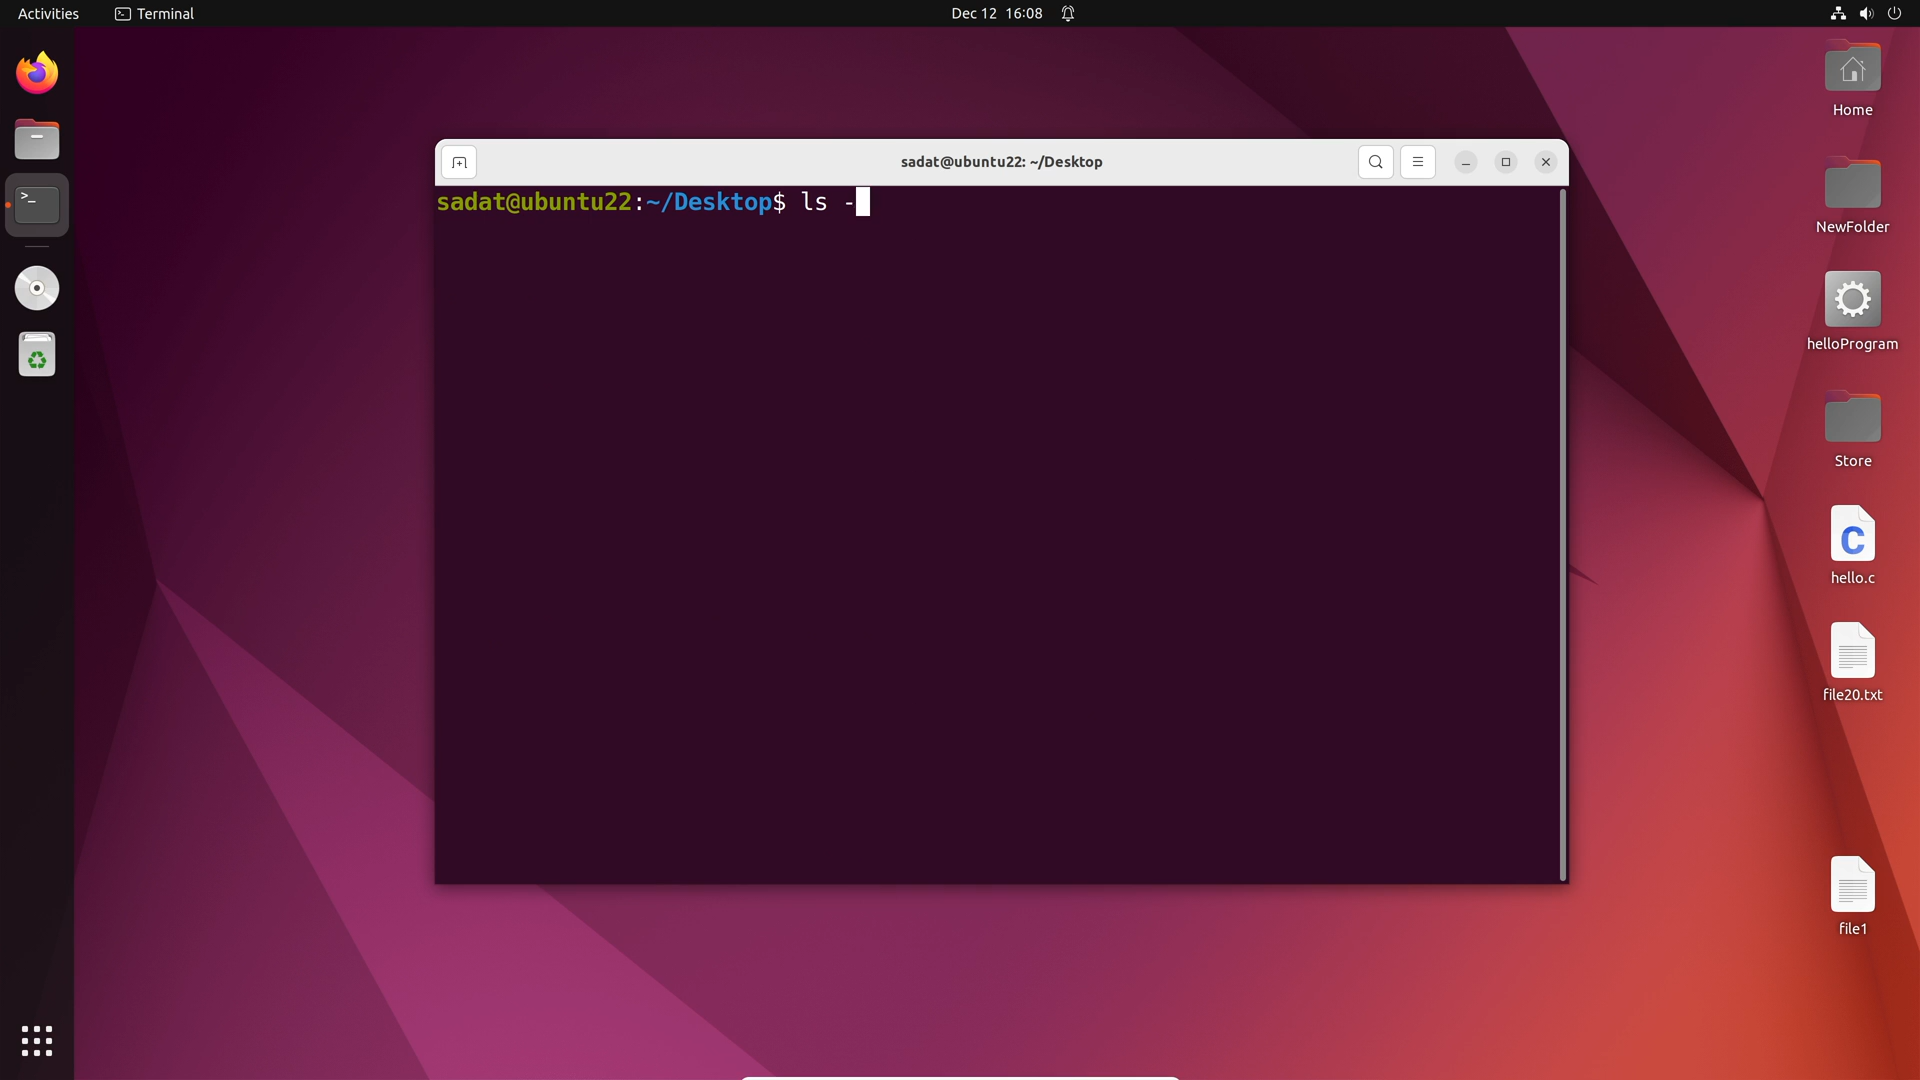 Activities
Terminal
Dec 12 16:08
sadat@ubuntu22: ~/Desktop
sadat@ubuntu22:~/Desktop$ ls -
Home
NewFolder
helloProgram
Store
C
hello.c
file20.txt
file1